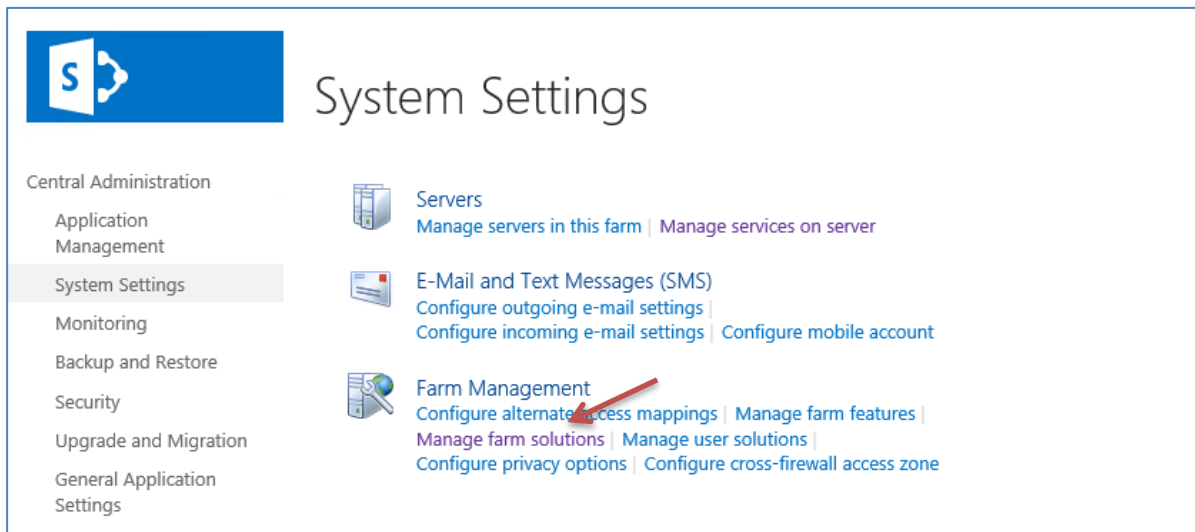 S
System Settings
Central Administration
Application
Management
System Settings
Monitoring
Backup and Restore
Security
Upgrade and Migration
General Application
Settings
Servers
Manage servers in this farm | Manage services on server
E-Mail and Text Messages (SMS)
Configure outgoing e-mail settings |
Configure incoming e-mail settings | Configure mobile account
Farm Management
Configure alternate access mappings | Manage farm features |
Manage farm solutions | Manage user solutions |
Configure privacy options | Configure cross-firewall access zone